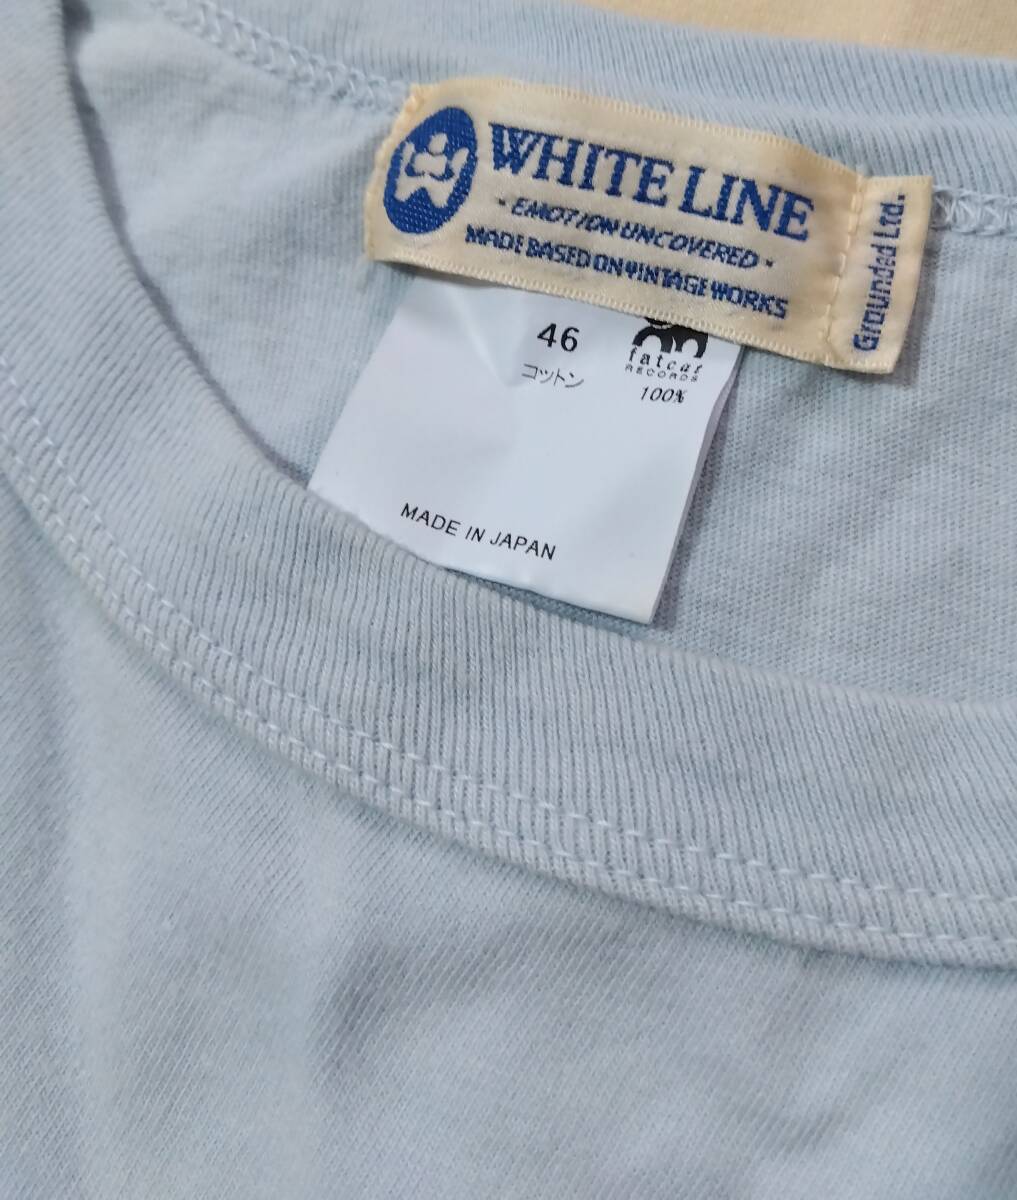 WHITE LINE
· EMOTION UNCOVERED ·
MADE BASED ON VINTAGE WORKS
Grounded Ltd.
46
fatcat
RECORDS
コットン 100%
MADE IN JAPAN